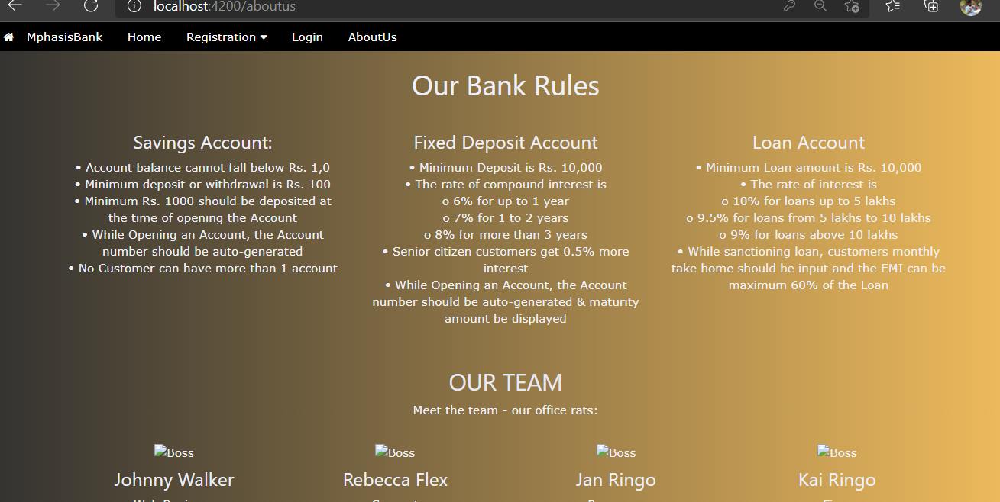 localhost:4200/aboutus
MphasisBank Home Registration Login AboutUs
Our Bank Rules
Savings Account:
• Account balance cannot fall below Rs. 1,0
• Minimum deposit or withdrawal is Rs. 100
• Minimum Rs. 1000 should be deposited at
the time of opening the Account
• While Opening an Account, the Account
number should be auto-generated
• No Customer can have more than 1 account
Fixed Deposit Account
• Minimum Deposit is Rs. 10,000
• The rate of compound interest is
o 6% for up to 1 year
o 7% for 1 to 2 years
o 8% for more than 3 years
• Senior citizen customers get 0.5% more
interest
• While Opening an Account, the Account
number should be auto-generated & maturity
amount be displayed
Loan Account
• Minimum Loan amount is Rs. 10,000
• The rate of interest is
o 10% for loans up to 5 lakhs
o 9.5% for loans from 5 lakhs to 10 lakhs
o 9% for loans above 10 lakhs
• While sanctioning loan, customers monthly
take home should be input and the EMI can be
maximum 60% of the Loan
OUR TEAM
Meet the team - our office rats:
Boss Boss Boss Boss
Johnny Walker Rebecca Flex Jan Ringo Kai Ringo